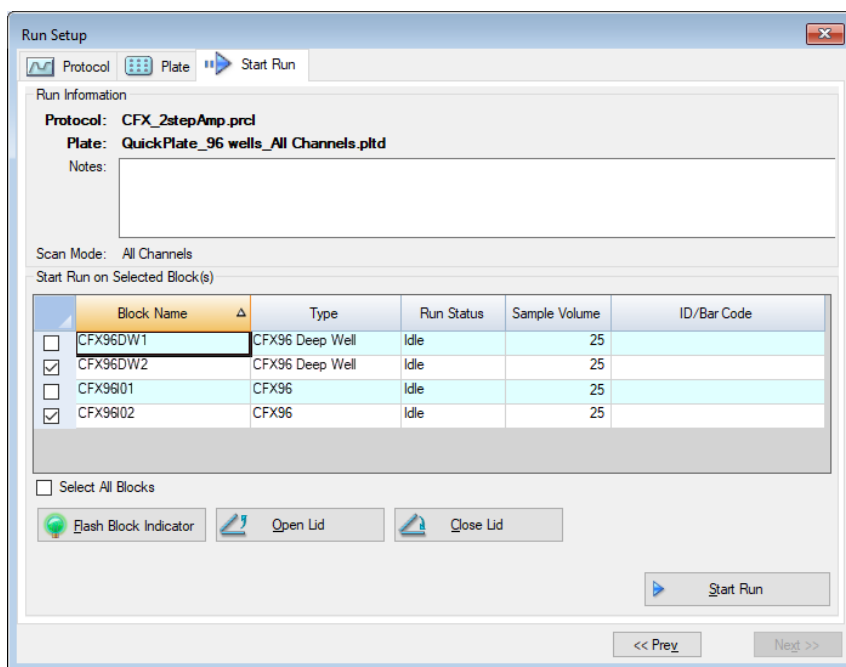 Run Setup
Protocol Plate Start Run
Run Information
Protocol: CFX_2stepAmp.prcl
Plate: QuickPlate_96 wells_All Channels.pltd
Notes:
Scan Mode: All Channels
Start Run on Selected Block(s)
Block Name Type Run Status Sample Volume ID/Bar Code
CFX96DW1 CFX96 Deep Well Idle 25
CFX96DW2 CFX96 Deep Well Idle 25
CFX96I01 CFX96 Idle 25
CFX96I02 CFX96 Idle 25
Select All Blocks
Flash Block Indicator Open Lid Close Lid
Start Run
<< Prev Next >>